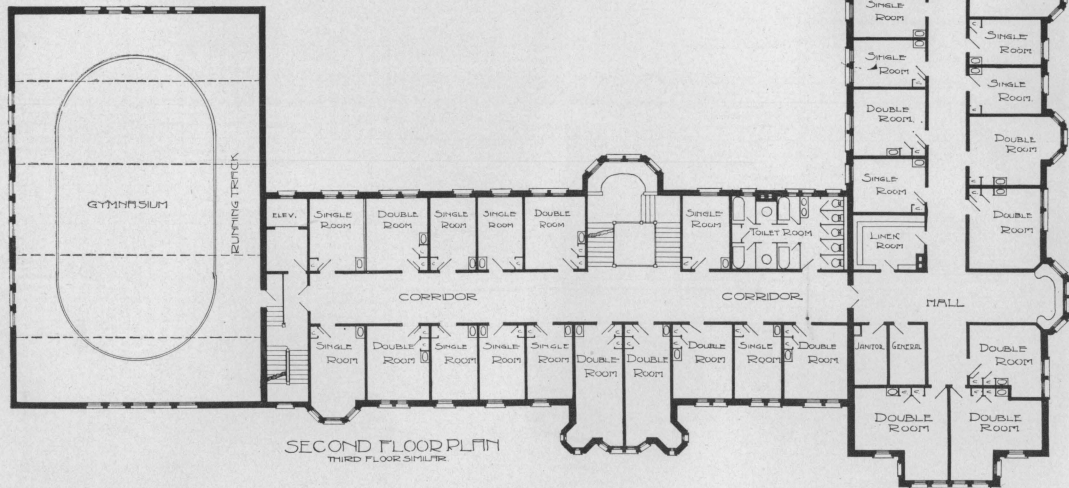 SINGLE
ROOM
SINGLE
ROOM
SINGLE
ROOM
SINGLE
ROOM.
DOUBLE
ROOM.
DOUBLE
ROOM
SINGLE
ROOM
DOUBLE
ROOM
LINEN
ROOM
GYMNASIUM
RUNNING TRACK
ELEV.
SINGLE
ROOM
DOUBLE
ROOM
SINGLE
ROOM
SINGLE
ROOM
DOUBLE
ROOM
SINGLE
ROOM
TOILET ROOM
CORRIDOR
CORRIDOR
HALL
SINGLE
ROOM
DOUBLE
ROOM
SINGLE
ROOM
SINGLE
ROOM
SINGLE
ROOM
DOUBLE
ROOM
DOUBLE
ROOM
DOUBLE
ROOM
SINGLE
ROOM
DOUBLE
ROOM
JANITOR
GENERAL
DOUBLE
ROOM
DOUBLE
ROOM
DOUBLE
ROOM
SECOND FLOOR PLAN
THIRD FLOOR SIMILAR.